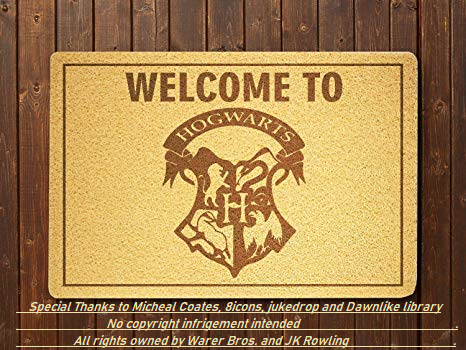 WELCOME TO
HOGWARTS
H
Special Thanks to Micheal Coates, 8icons, jukedrop and Dawnlike library
No copyright infrigement intended .
All rights owned by Warer Bros. and JK Rowling .